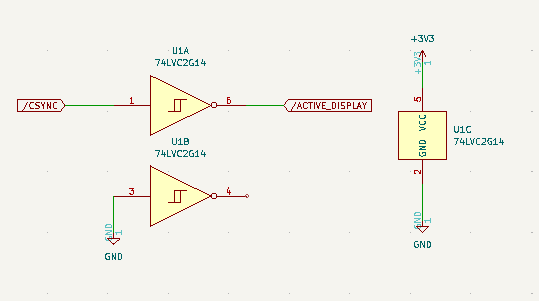 U1A
74LVC2G14
/CSYNC
1
6
/ACTIVE_DISPLAY
U1B
74LVC2G14
3
4
GND
1
GND
+3V3
+3V3
1
5
VCC
GND
U1C
74LVC2G14
2
GND
1
GND